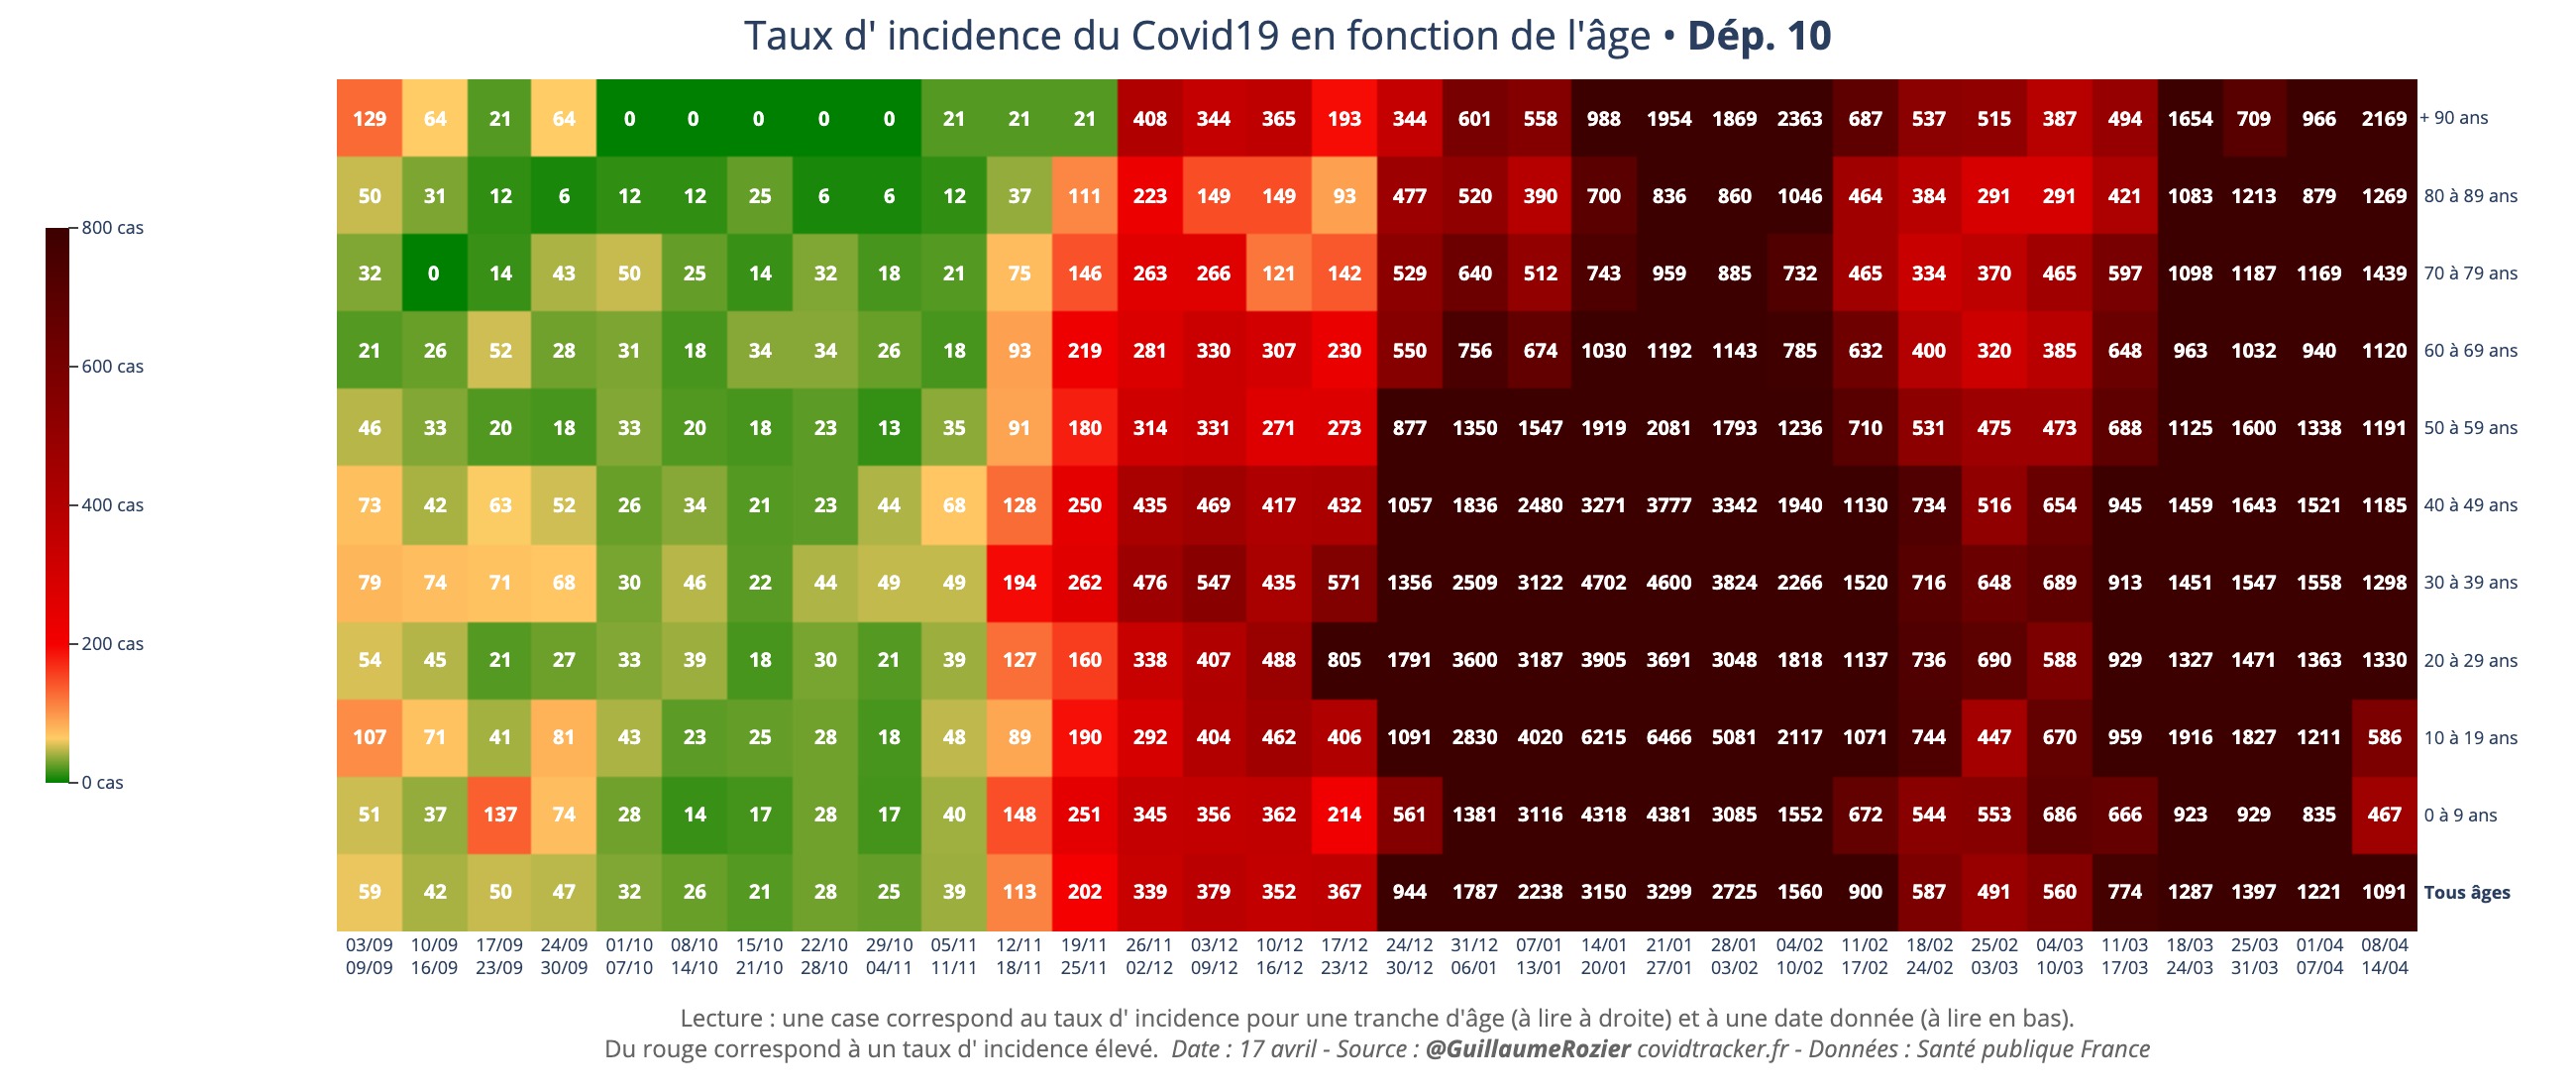 Taux d' incidence du Covid19 en fonction de l'âge • Dép. 10
800 cas
600 cas
400 cas
200 cas
0 cas
129 64 21 64 0 0 0 0 0 21 21 21 408 344 365 193 344 601 558 988 1954 1869 2363 687 537 515 387 494 1654 709 966 2169 + 90 ans
50 31 12 6 12 12 25 6 6 12 37 111 223 149 149 93 477 520 390 700 836 860 1046 464 384 291 291 421 1083 1213 879 1269 80 à 89 ans
32 0 14 43 50 25 14 32 18 21 75 146 263 266 121 142 529 640 512 743 959 885 732 465 334 370 465 597 1098 1187 1169 1439 70 à 79 ans
21 26 52 28 31 18 34 34 26 18 93 219 281 330 307 230 550 756 674 1030 1192 1143 785 632 400 320 385 648 963 1032 940 1120 60 à 69 ans
46 33 20 18 33 20 18 23 13 35 91 180 314 331 271 273 877 1350 1547 1919 2081 1793 1236 710 531 475 473 688 1125 1600 1338 1191 50 à 59 ans
73 42 63 52 26 34 21 23 44 68 128 250 435 469 417 432 1057 1836 2480 3271 3777 3342 1940 1130 734 516 654 945 1459 1643 1521 1185 40 à 49 ans
79 74 71 68 30 46 22 44 49 49 194 262 476 547 435 571 1356 2509 3122 4702 4600 3824 2266 1520 716 648 689 913 1451 1547 1558 1298 30 à 39 ans
54 45 21 27 33 39 18 30 21 39 127 160 338 407 488 805 1791 3600 3187 3905 3691 3048 1818 1137 736 690 588 929 1327 1471 1363 1330 20 à 29 ans
107 71 41 81 43 23 25 28 18 48 89 190 292 404 462 406 1091 2830 4020 6215 6466 5081 2117 1071 744 447 670 959 1916 1827 1211 586 10 à 19 ans
51 37 137 74 28 14 17 28 17 40 148 251 345 356 362 214 561 1381 3116 4318 4381 3085 1552 672 544 553 686 666 923 929 835 467 0 à 9 ans
59 42 50 47 32 26 21 28 25 39 113 202 339 379 352 367 944 1787 2238 3150 3299 2725 1560 900 587 491 560 774 1287 1397 1221 1091 Tous âges
03/09 10/09 17/09 24/09 01/10 08/10 15/10 22/10 29/10 05/11 12/11 19/11 26/11 03/12 10/12 17/12 24/12 31/12 07/01 14/01 21/01 28/01 04/02 11/02 18/02 25/02 04/03 11/03 18/03 25/03 01/04 08/04
09/09 16/09 23/09 30/09 07/10 14/10 21/10 28/10 04/11 11/11 18/11 25/11 02/12 09/12 16/12 23/12 30/12 06/01 13/01 20/01 27/01 03/02 10/02 17/02 24/02 03/03 10/03 17/03 24/03 31/03 07/04 14/04
Lecture : une case correspond au taux d' incidence pour une tranche d'âge (à lire à droite) et à une date donnée (à lire en bas).
Du rouge correspond à un taux d' incidence élevé. Date : 17 avril - Source : @GuillaumeRozier covidtracker.fr - Données : Santé publique France